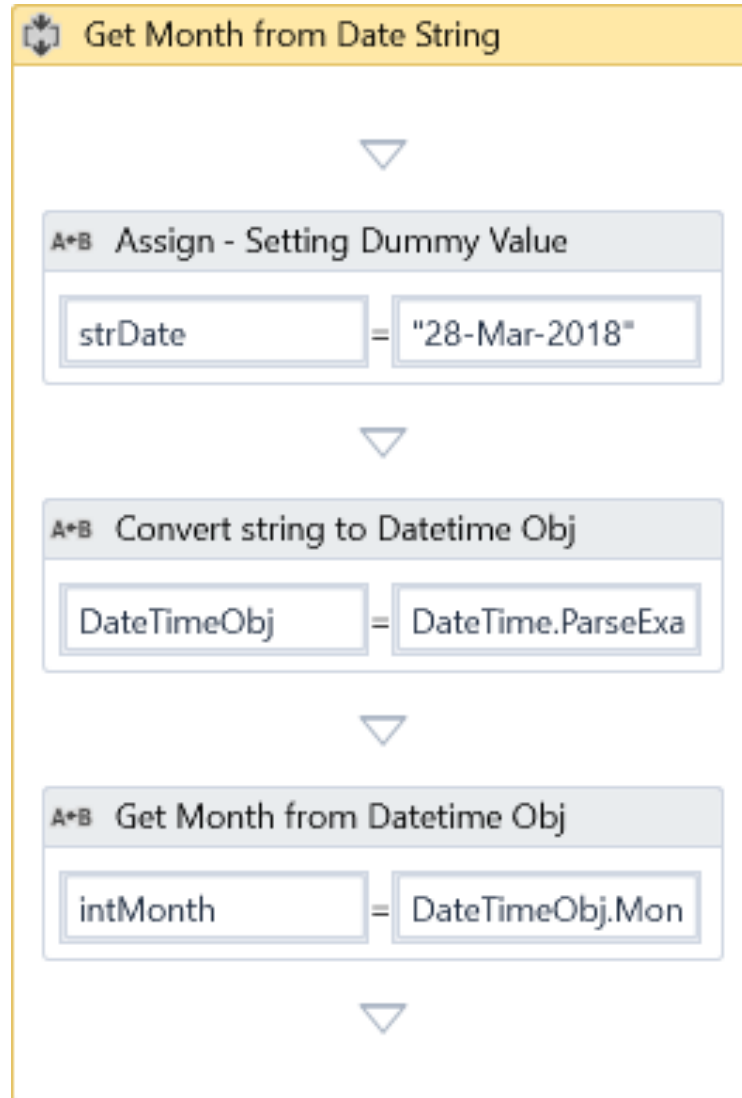 Get Month from Date String
A+B Assign - Setting Dummy Value
strDate = "28-Mar-2018"
A+B Convert string to Datetime Obj
DateTimeObj = DateTime.ParseExa
A+B Get Month from Datetime Obj
intMonth = DateTimeObj.Mon